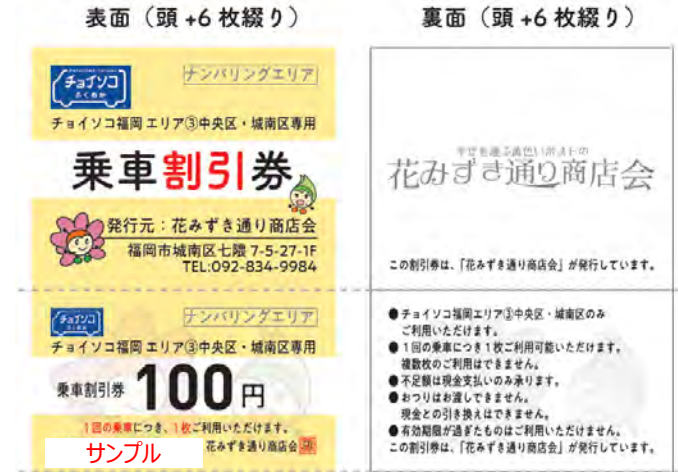 表面（頭+6枚綴り）
チョイソコ
ふくおか
ナンバリングエリア
チョイソコ福岡エリア③中央区・城南区専用
乗車割引券
発行元：花みずき通り商店会
福岡市城南区七隈7-5-27-1F
TEL:092-834-9984
チョイソコ
ナンバリングエリア
チョイソコ福岡エリア③中央区・城南区専用
乗車割引券 100円
1回の乗車につき、1枚ご利用いただけます。
サンプル
花みずき通り商店会
裏面（頭+6枚綴り）
幸せを運ぶ黄色いポストの
花みずき通り商店会
この割引券は、「花みずき通り商店会」が発行しています。
●チョイソコ福岡エリア③中央区・城南区のみ
ご利用いただけます。
●1回の乗車につき1枚ご利用可能いただけます。
複数枚のご利用はできません。
●不足額は現金支払いのみ承ります。
●おつりはお渡しできません。
現金との引き換えはできません。
●有効期限が過ぎたものはご利用いただけません。
この割引券は、「花みずき通り商店会」が発行しています。